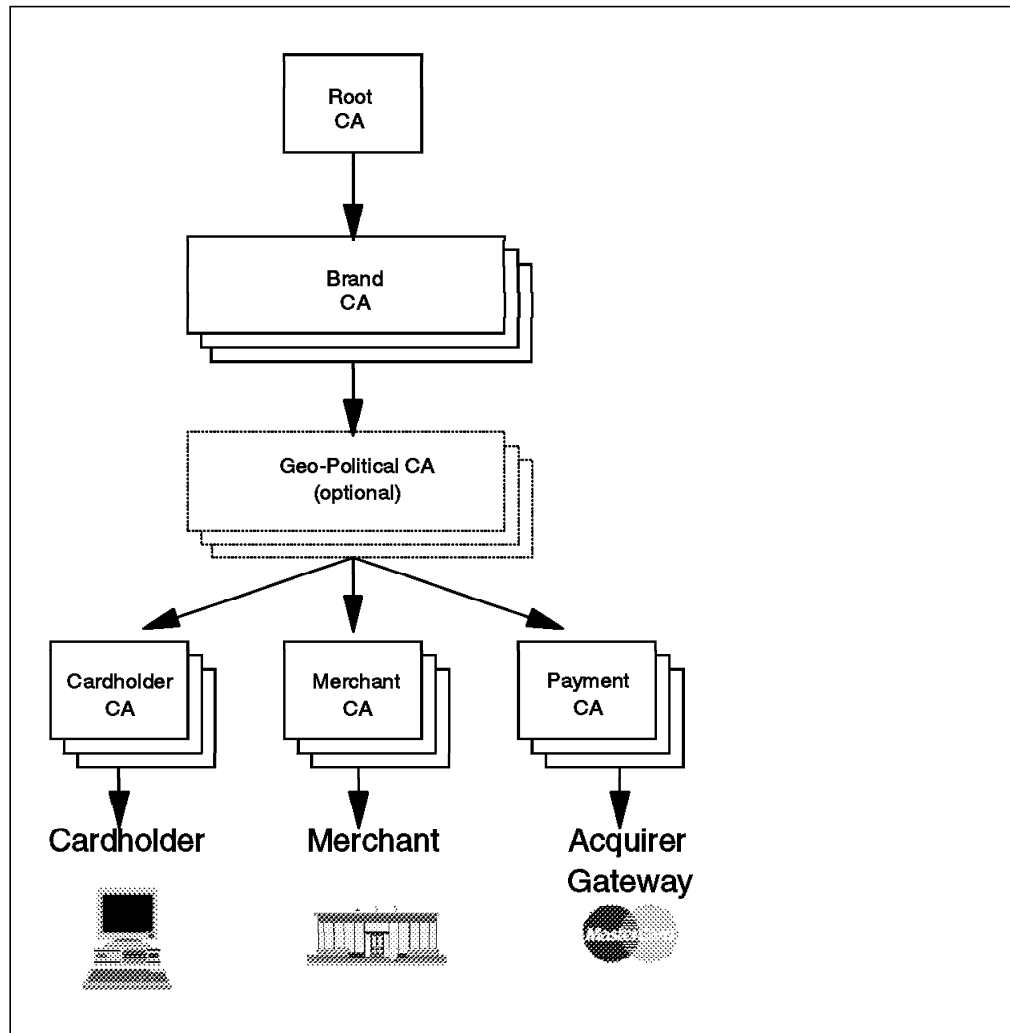 Root
CA
Brand
CA
Geo-Political CA
(optional)
Cardholder
CA
Merchant
CA
Payment
CA
Cardholder
Merchant
Acquirer
Gateway